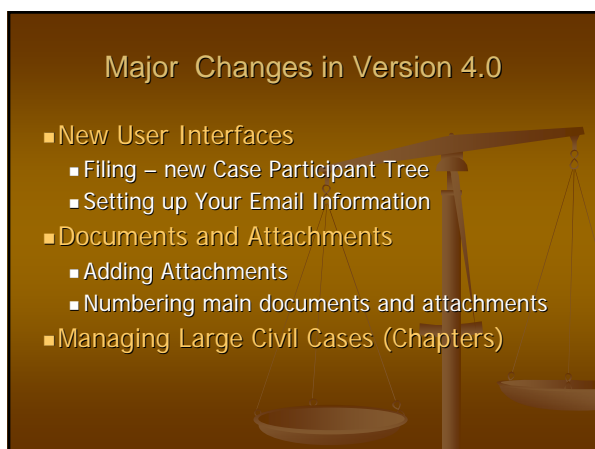 Major Changes in Version 4.0
New User Interfaces
Filing – new Case Participant Tree
Setting up Your Email Information
Documents and Attachments
Adding Attachments
Numbering main documents and attachments
Managing Large Civil Cases (Chapters)